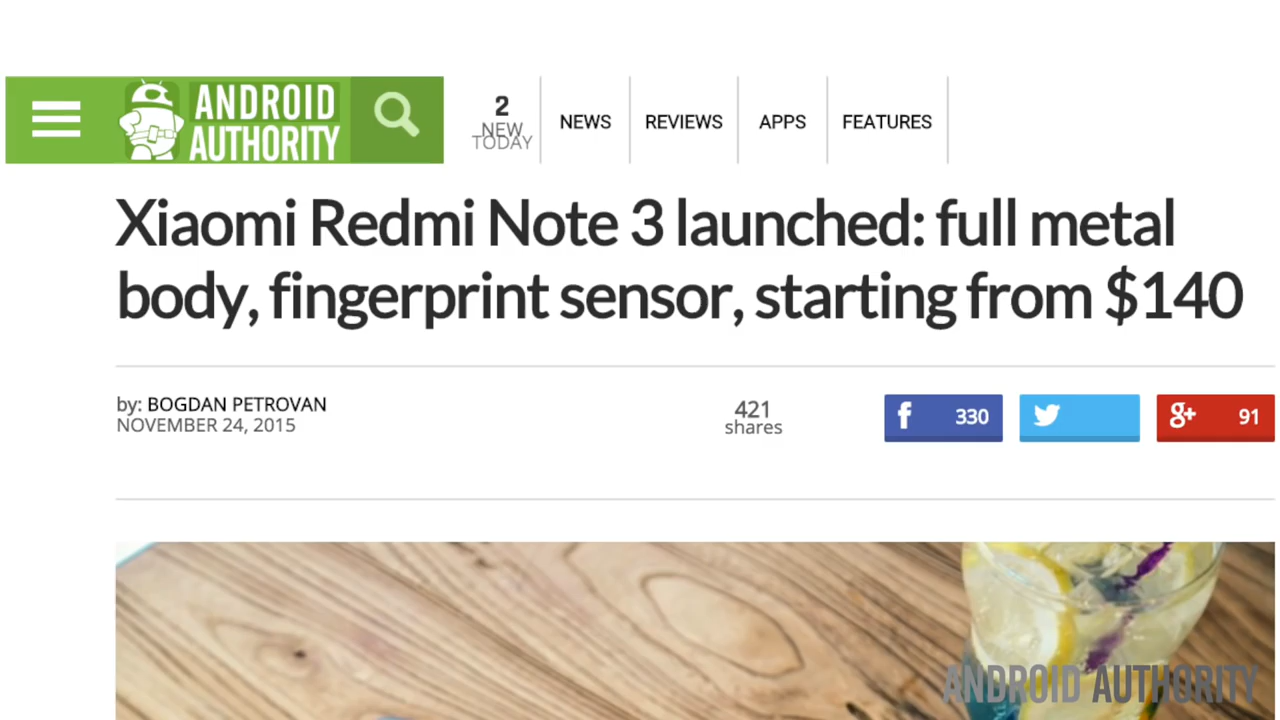 ANDROID
AUTHORITY
2
NEW
TODAY
NEWS
REVIEWS
APPS
FEATURES
Xiaomi Redmi Note 3 launched: full metal
body, fingerprint sensor, starting from $140
by: BOGDAN PETROVAN
NOVEMBER 24, 2015
421
shares
f 330
g+ 91
ANDROID AUTHORITY